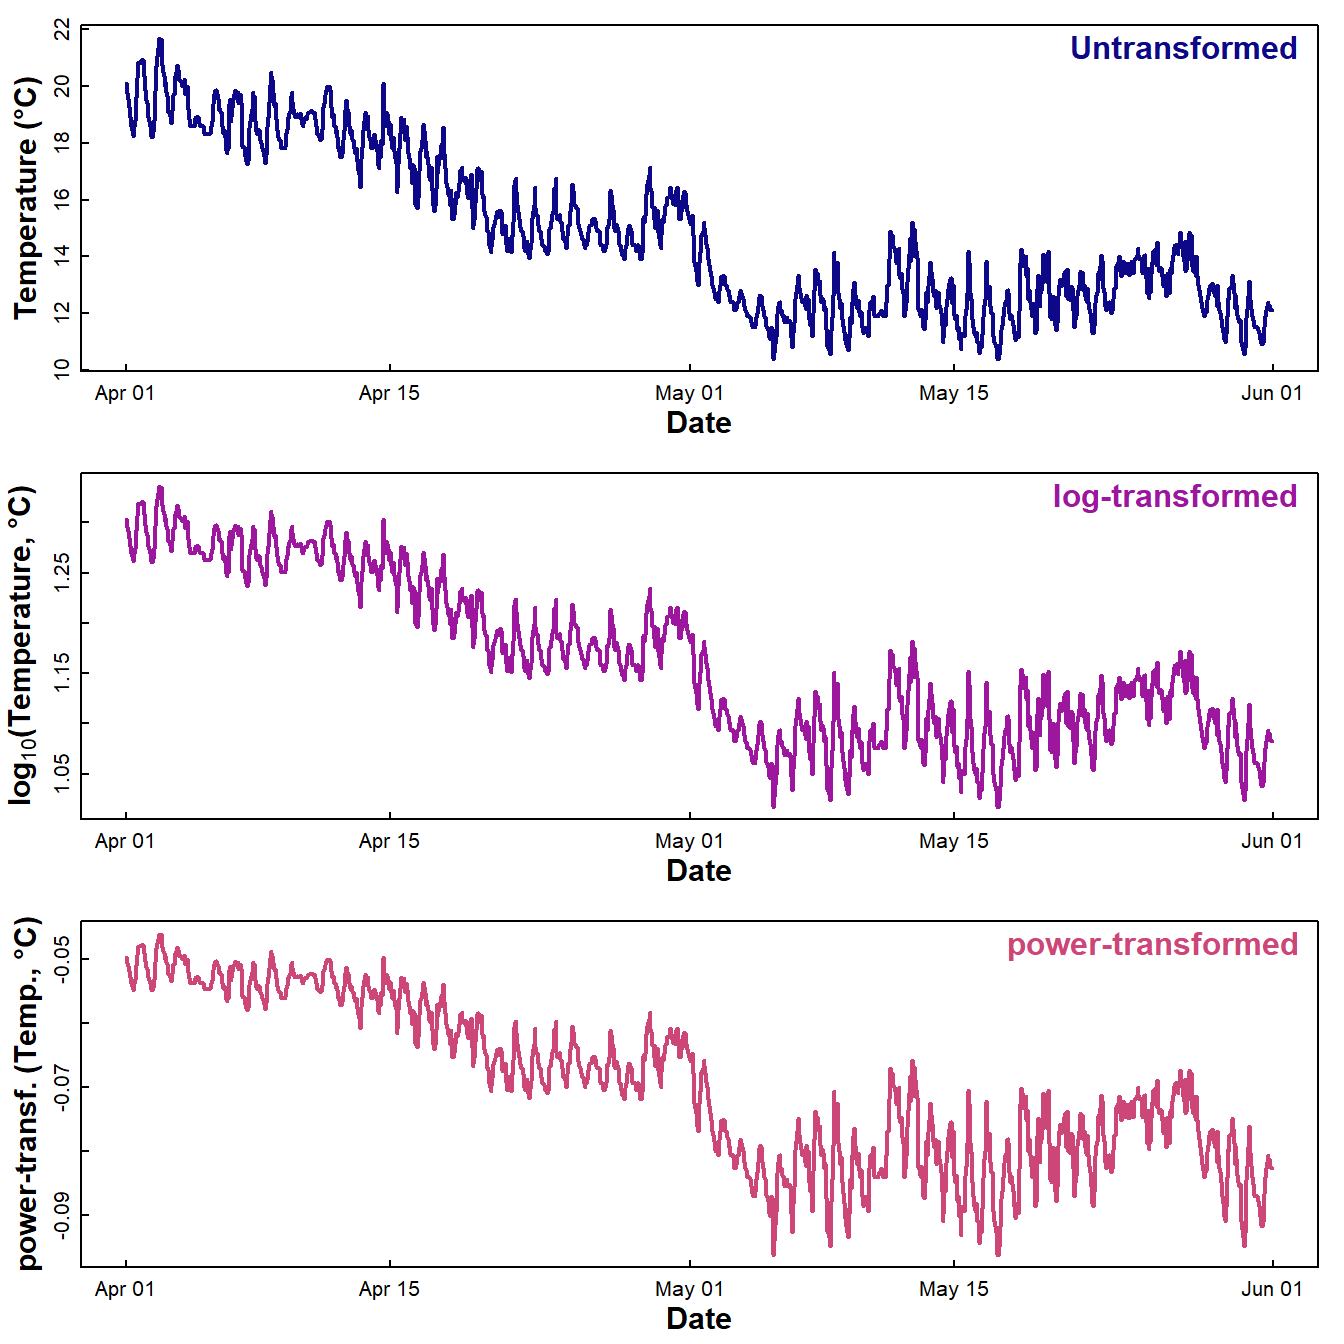 Untransformed
Temperature (°C)
22
20
18
16
14
12
10
Apr 01 Apr 15 May 01 May 15 Jun 01
Date
log-transformed
log₁₀(Temperature, °C)
1.25
1.15
1.05
Apr 01 Apr 15 May 01 May 15 Jun 01
Date
power-transformed
power-transf. (Temp., °C)
-0.05
-0.07
-0.09
Apr 01 Apr 15 May 01 May 15 Jun 01
Date